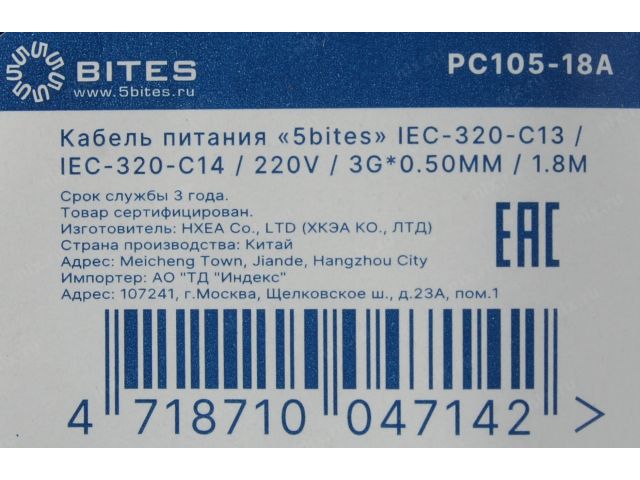 BITES
www.5bites.ru
PC105-18A
Кабель питания «5bites» IEC-320-C13 /
IEC-320-C14 / 220V / 3G*0.50MM / 1.8M
Срок службы 3 года.
Товар сертифицирован.
Изготовитель: HXEA Co., LTD (ХКЭА КО., ЛТД)
Страна производства: Китай
Адрес: Meicheng Town, Jiande, Hangzhou City
Импортер: АО "ТД "Индекс"
Адрес: 107241, г.Москва, Щелковское ш., д.23А, пом.1
EAC
4 718710 047142 >